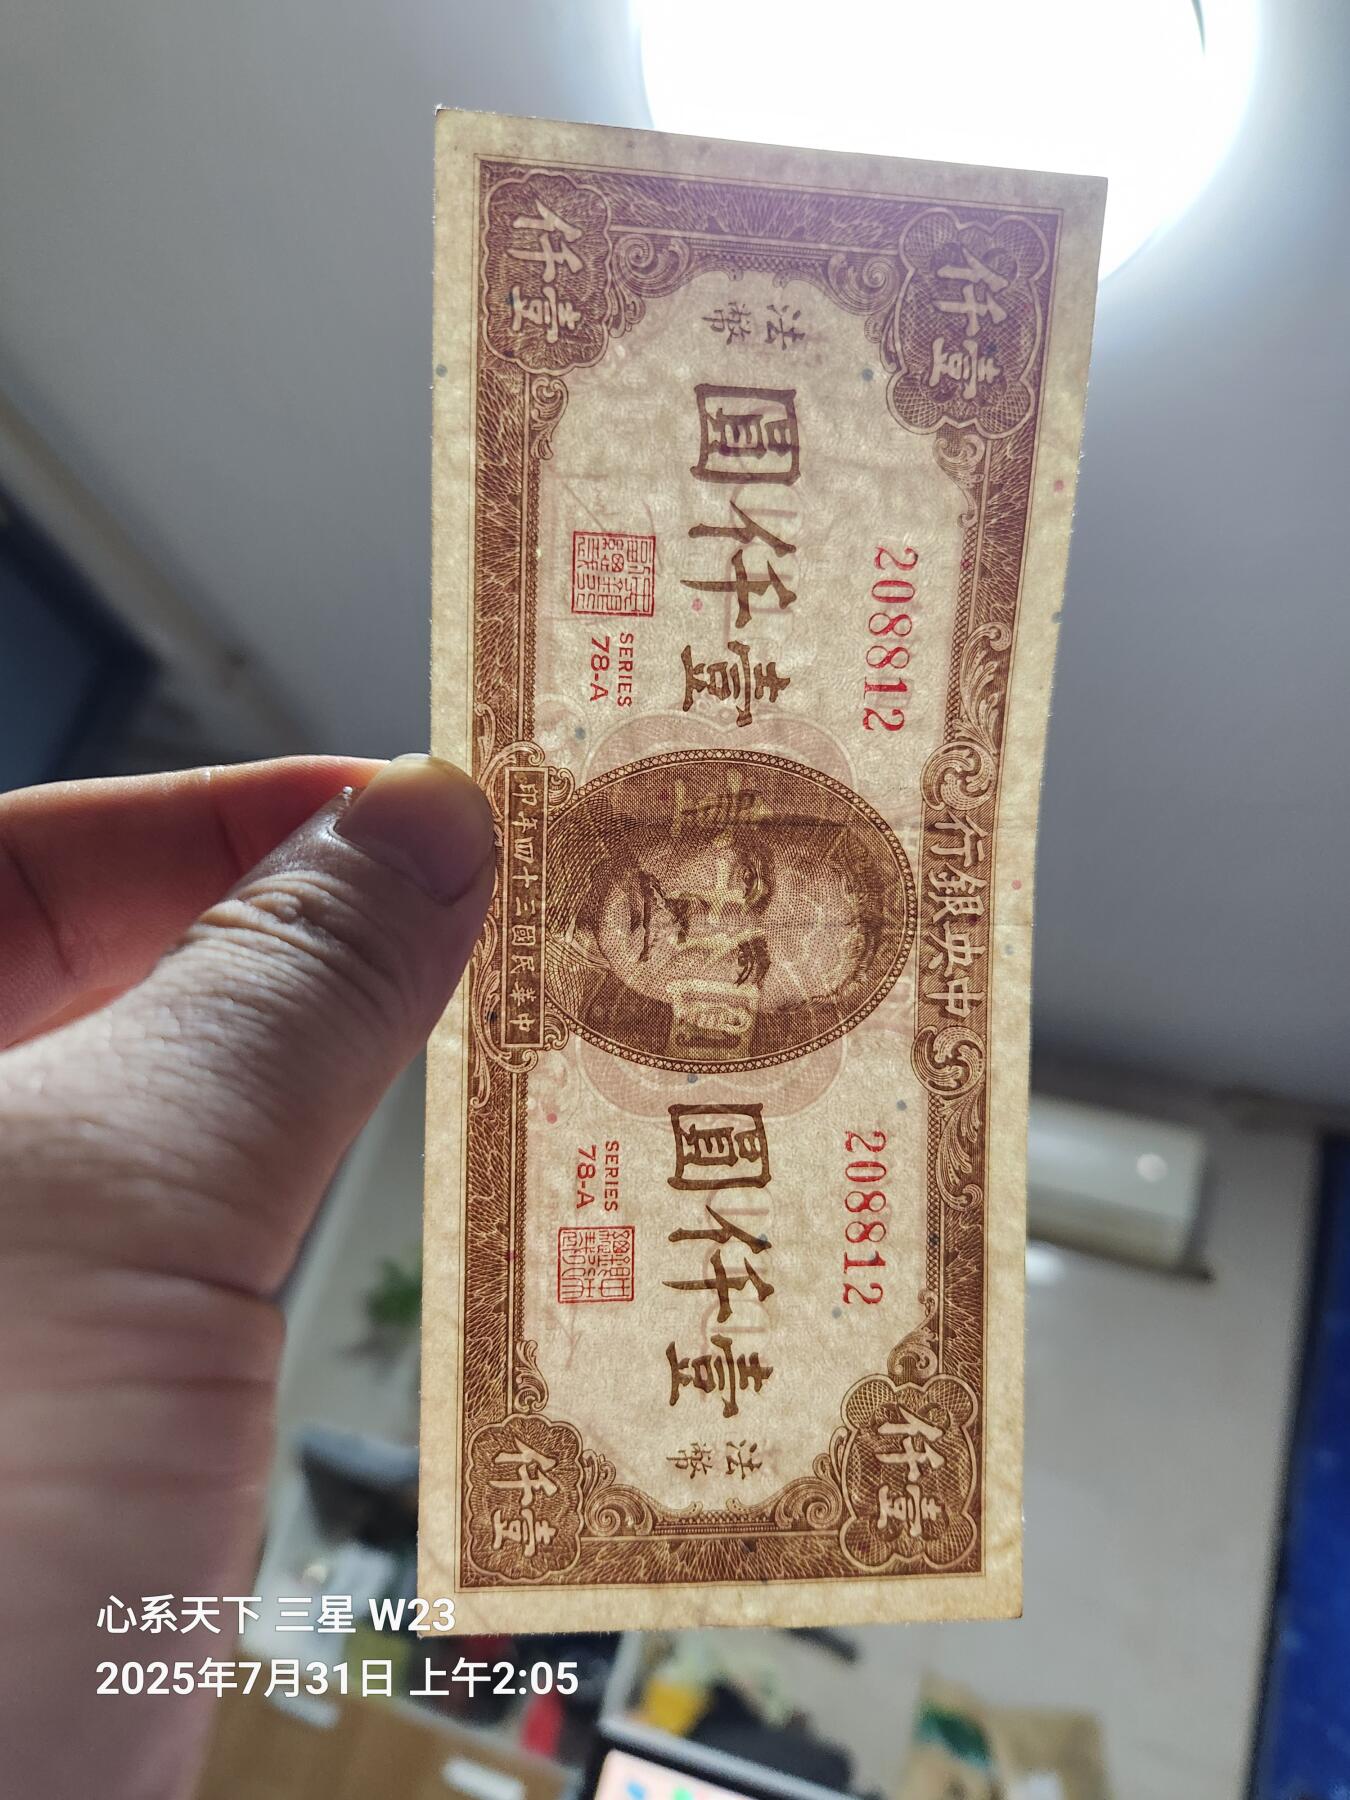 中央銀行
208812
208812
壹仟
壹仟
法幣
壹仟圓
壹仟圓
法幣
SERIES
78-A
SERIES
78-A
壹仟
中華民國三十四年印
壹仟
心系天下 三星 W23
2025年7月31日 上午2:05